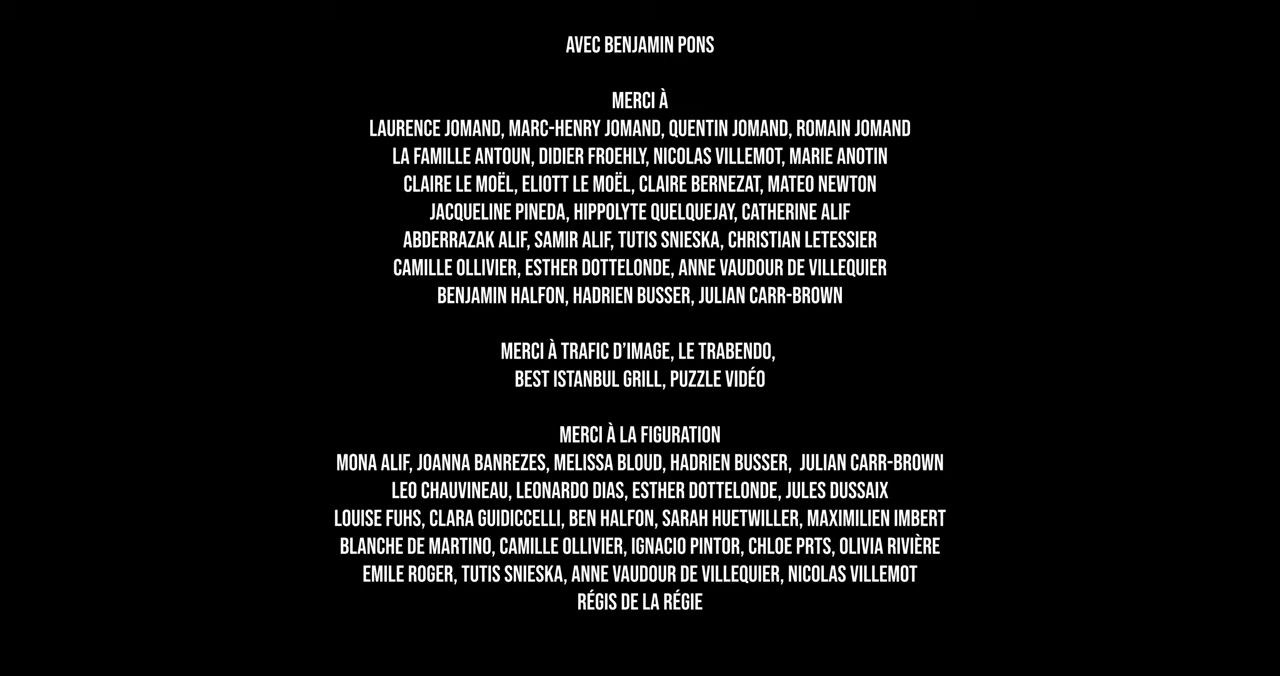 AVEC BENJAMIN PONS
MERCI À
LAURENCE JOMAND, MARC-HENRY JOMAND, QUENTIN JOMAND, ROMAIN JOMAND
LA FAMILLE ANTOUN, DIDIER FROEHLY, NICOLAS VILLEMOT, MARIE ANOTIN
CLAIRE LE MOËL, ELIOTT LE MOËL, CLAIRE BERNEZAT, MATEO NEWTON
JACQUELINE PINEDA, HIPPOLYTE QUELQUEJAY, CATHERINE ALIF
ABDERRAZAK ALIF, SAMIR ALIF, TUTIS SNIESKA, CHRISTIAN LETESSIER
CAMILLE OLLIVIER, ESTHER DOTTELONDE, ANNE VAUDOUR DE VILLEQUIER
BENJAMIN HALFON, HADRIEN BUSSER, JULIAN CARR-BROWN
MERCI À TRAFIC D’IMAGE, LE TRABENDO,
BEST ISTANBUL GRILL, PUZZLE VIDÉO
MERCI À LA FIGURATION
MONA ALIF, JOANNA BANREZES, MELISSA BLOUD, HADRIEN BUSSER,  JULIAN CARR-BROWN
LEO CHAUVINEAU, LEONARDO DIAS, ESTHER DOTTELONDE, JULES DUSSAIX
LOUISE FUHS, CLARA GUIDICCELLI, BEN HALFON, SARAH HUETWILLER, MAXIMILIEN IMBERT
BLANCHE DE MARTINO, CAMILLE OLLIVIER, IGNACIO PINTOR, CHLOE PRTS, OLIVIA RIVIÈRE
EMILE ROGER, TUTIS SNIESKA, ANNE VAUDOUR DE VILLEQUIER, NICOLAS VILLEMOT
RÉGIS DE LA RÉGIE